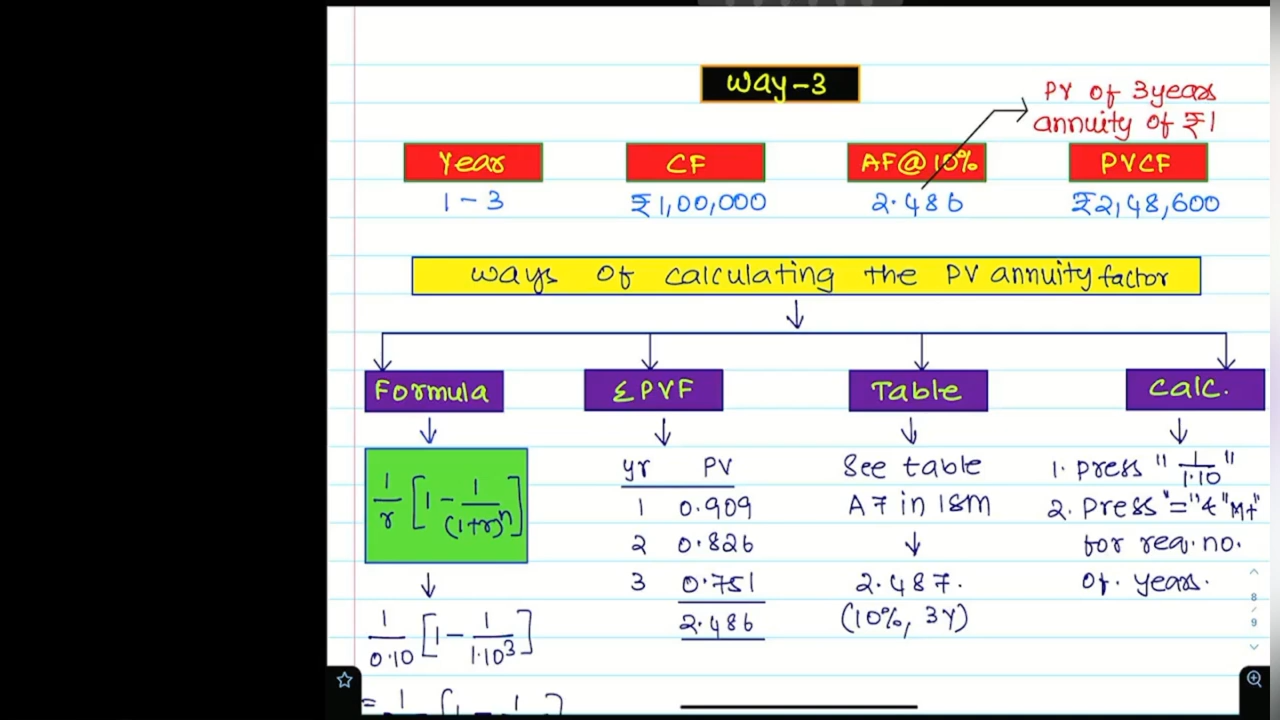 Way-3
PV of 3years
annuity of ₹1
Year CF AF@10% PVCF
1-3 ₹1,00,000 2.486 ₹2,48,600
ways of calculating the PV annuity factor
Formula ΣPVF Table Calc.
1/r [1 - 1/(1+r)^n]
yr PV
1 0.909
2 0.826
3 0.751
2.486
See table
A7 in ISM
2.487.
(10%, 3Y)
1. press "1/1.10"
2. Press "=" & "M+"
for req. no.
of. years.
1/0.10 [1 - 1/1.10^3]
8
/
9